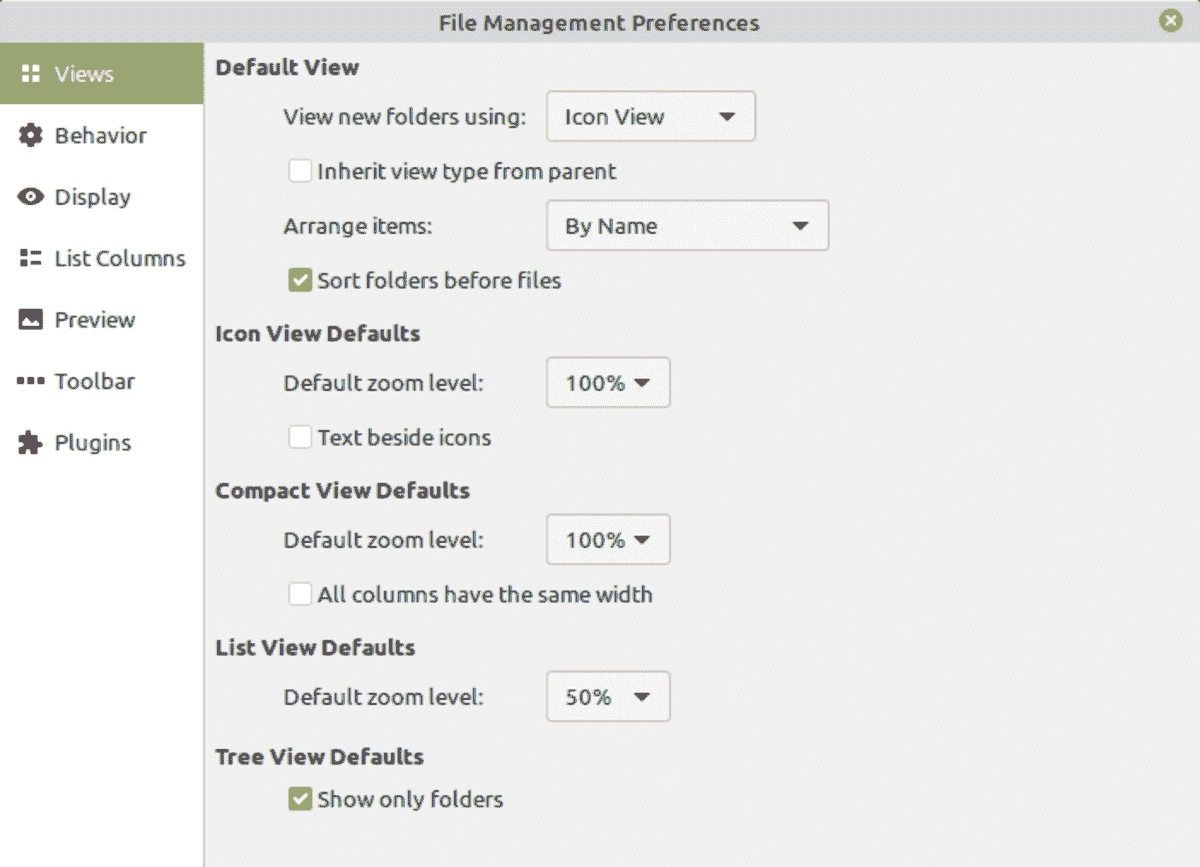 File Management Preferences
Views
Behavior
Display
List Columns
Preview
Toolbar
Plugins
Default View
View new folders using: Icon View
Inherit view type from parent
Arrange items: By Name
Sort folders before files
Icon View Defaults
Default zoom level: 100%
Text beside icons
Compact View Defaults
Default zoom level: 100%
All columns have the same width
List View Defaults
Default zoom level: 50%
Tree View Defaults
Show only folders